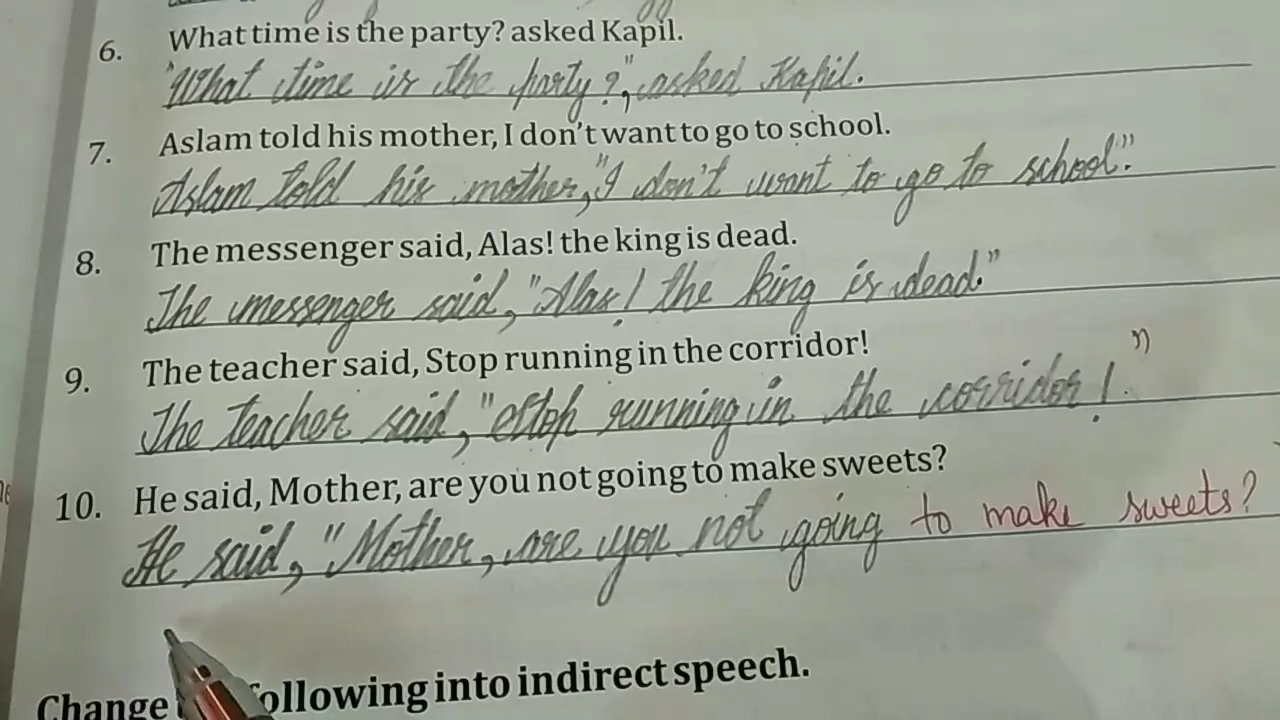 6. What time is the party? asked Kapil.
"What time is the party?", asked Kapil.
7. Aslam told his mother, I don't want to go to school.
Aslam told his mother, "I don't want to go to school."
8. The messenger said, Alas! the king is dead.
The messenger said, "Alas! the king is dead."
9. The teacher said, Stop running in the corridor!
The teacher said, "Stop running in the corridor!."
10. He said, Mother, are you not going to make sweets?
He said, "Mother, are you not going to make sweets?
Change following into indirect speech.